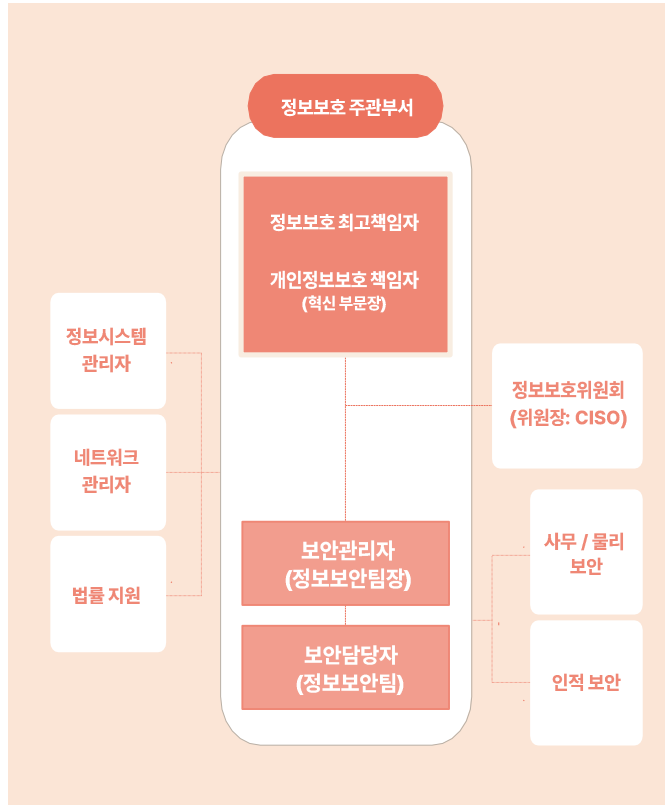 정보보호 주관부서
정보보호 최고책임자
개인정보보호 책임자
(혁신 부문장)
정보시스템
관리자
네트워크
관리자
법률 지원
정보보호위원회
(위원장: CISO)
보안관리자
(정보보안팀장)
보안담당자
(정보보안팀)
사무 / 물리
보안
인적 보안